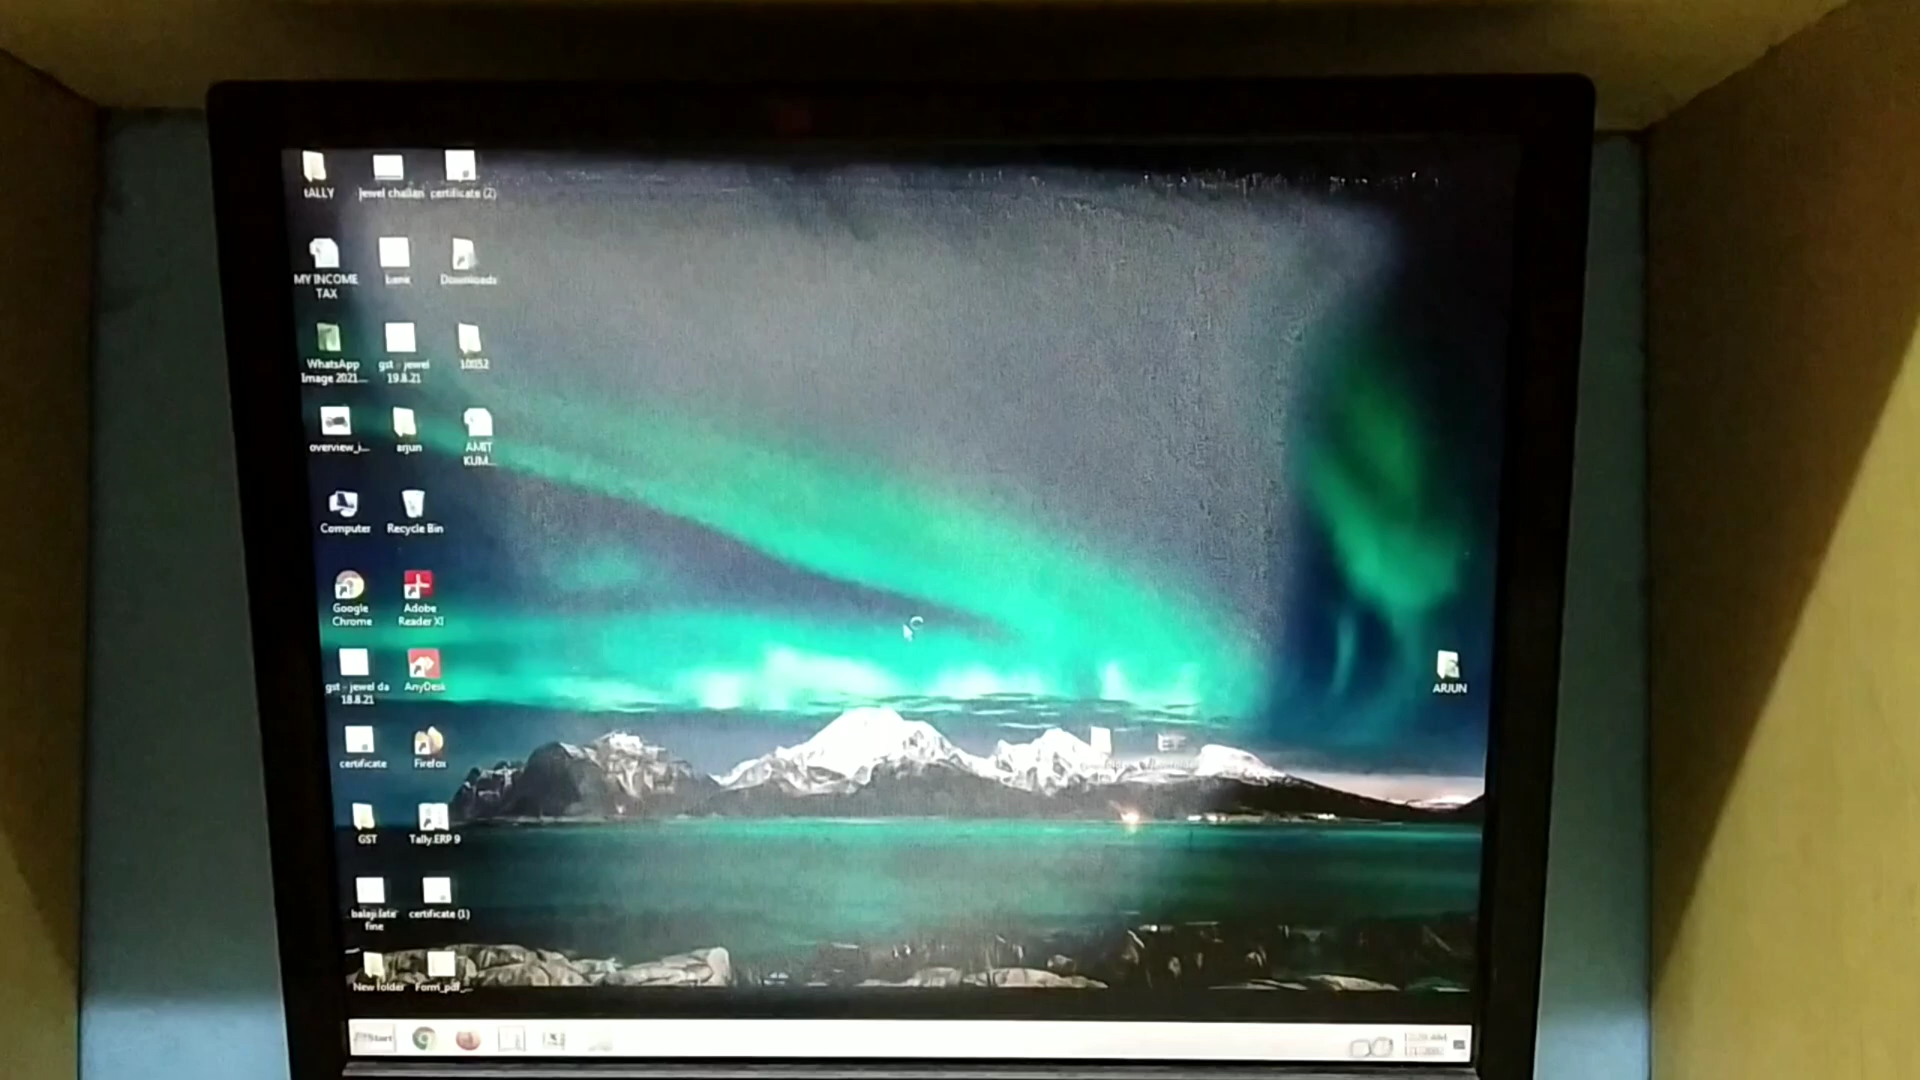 tALLY
jewel challan
certificate (2)
MY INCOME
TAX
bank
Downloads
WhatsApp
Image 2021...
gst - jewel
19.8.21
10052
overview_i...
arjun
AMIT
KUM...
Computer
Recycle Bin
Google
Chrome
Adobe
Reader XI
gst - jewel da
18.8.21
AnyDesk
ARJUN
certificate
Firefox
GST
Tally.ERP 9
balaji late
fine
certificate (1)
New folder
Form_pdf_...
Start